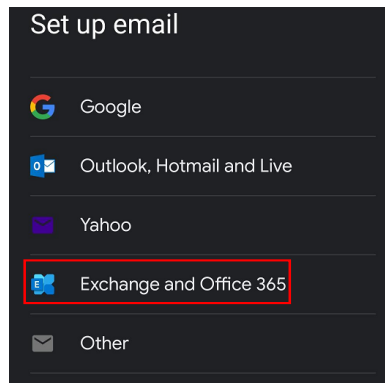 Set up email
Google
Outlook, Hotmail and Live
Yahoo
Exchange and Office 365
Other